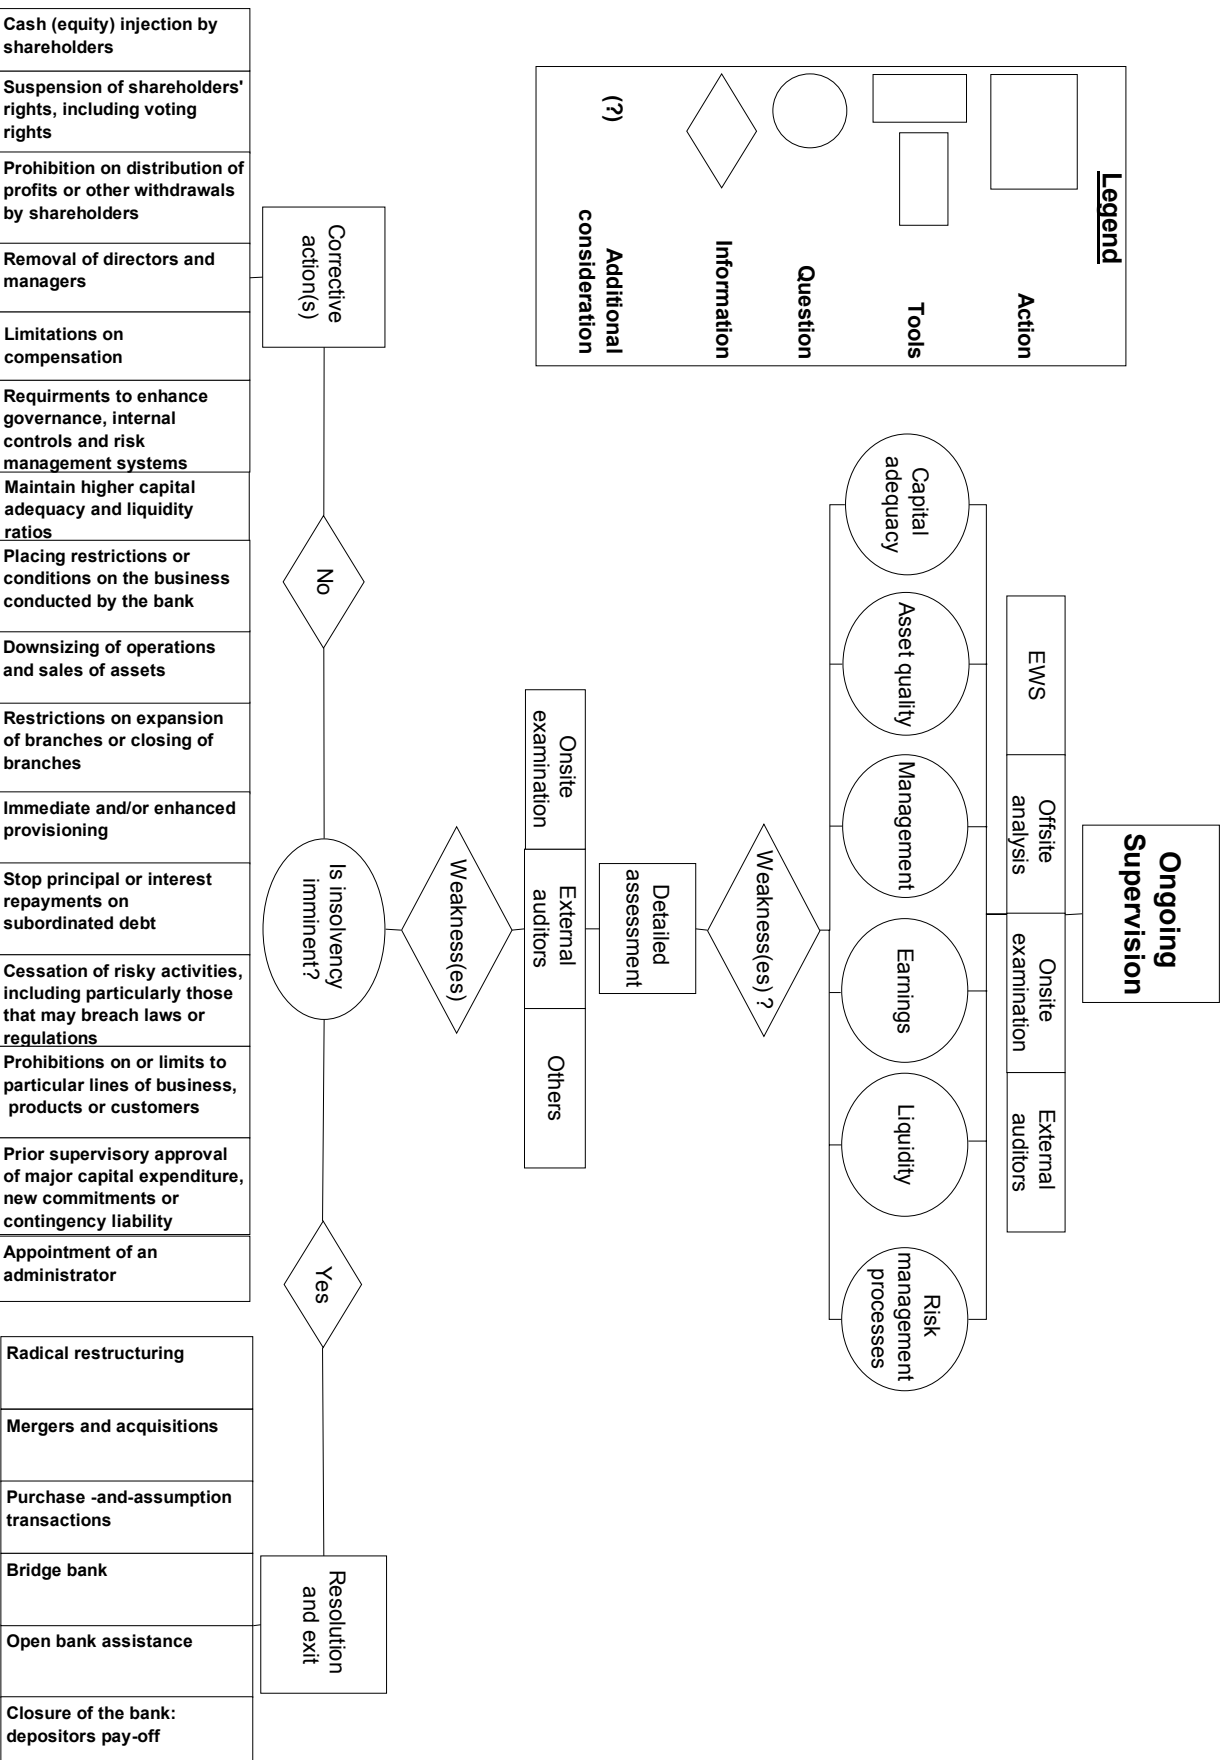 Ongoing
Supervision
Legend
Action
Tools
Question
Information
(?)
Additional
consideration
EWS
Offsite
analysis
Onsite
examination
External
auditors
Capital
adequacy
Asset quality
Management
Earnings
Liquidity
Risk
management
processes
Weakness(es) ?
Detailed
assessment
Onsite
examination
External
auditors
Others
Weakness(es)
Is insolvency
imminent?
No
Yes
Corrective
action(s)
Resolution
and exit
Cash (equity) injection by
shareholders
Suspension of shareholders'
rights, including voting
rights
Prohibition on distribution of
profits or other withdrawals
by shareholders
Removal of directors and
managers
Limitations on
compensation
Requirments to enhance
governance, internal
controls and risk
management systems
Maintain higher capital
adequacy and liquidity
ratios
Placing restrictions or
conditions on the business
conducted by the bank
Downsizing of operations
and sales of assets
Restrictions on expansion
of branches or closing of
branches
Immediate and/or enhanced
provisioning
Stop principal or interest
repayments on
subordinated debt
Cessation of risky activities,
including particularly those
that may breach laws or
regulations
Prohibitions on or limits to
particular lines of business,
products or customers
Prior supervisory approval
of major capital expenditure,
new commitments or
contingency liability
Appointment of an
administrator
Radical restructuring
Mergers and acquisitions
Purchase -and-assumption
transactions
Bridge bank
Open bank assistance
Closure of the bank:
depositors pay-off